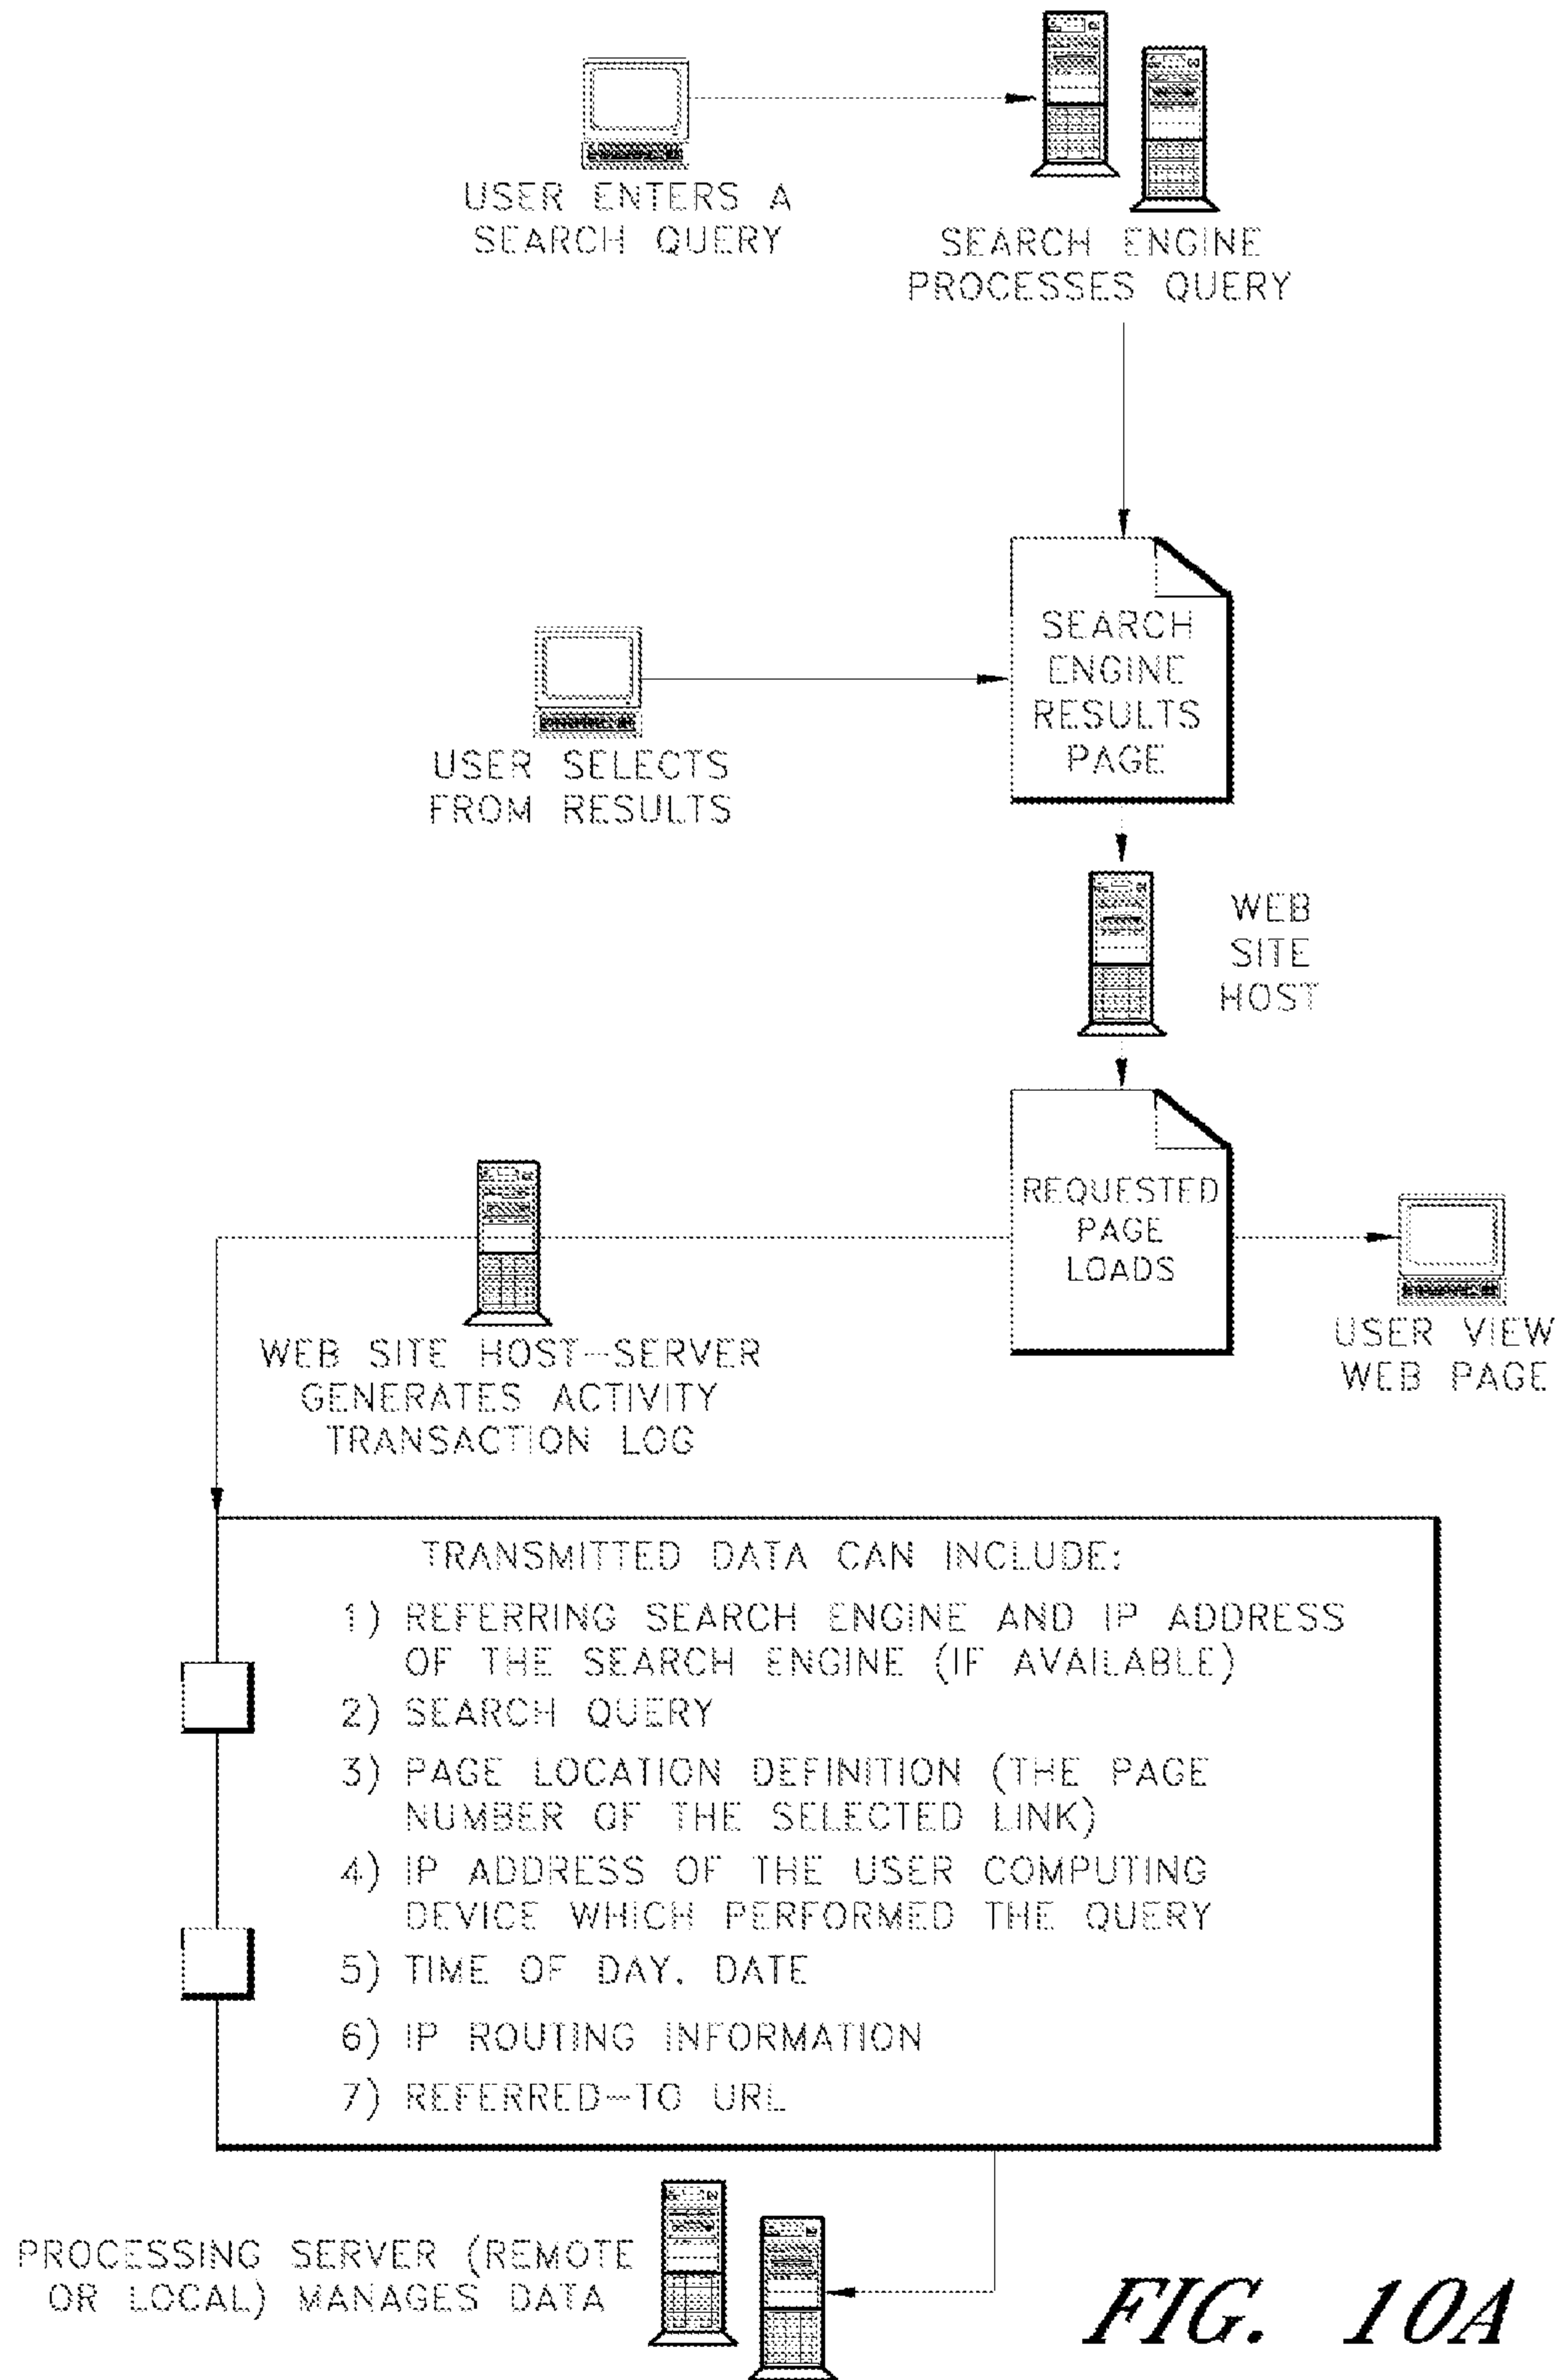 USER ENTERS A
SEARCH QUERY
SEARCH ENGINE
PROCESSES QUERY
SEARCH
ENGINE
RESULTS
PAGE
USER SELECTS
FROM RESULTS
WEB
SITE
HOST
REQUESTED
PAGE
LOADS
USER VIEW
WEB PAGE
WEB SITE HOST-SERVER
GENERATES ACTIVITY
TRANSACTION LOG
TRANSMITTED DATA CAN INCLUDE:
1) REFERRING SEARCH ENGINE AND IP ADDRESS
OF THE SEARCH ENGINE (IF AVAILABLE)
2) SEARCH QUERY
3) PAGE LOCATION DEFINITION (THE PAGE
NUMBER OF THE SELECTED LINK)
4) IP ADDRESS OF THE USER COMPUTING
DEVICE WHICH PERFORMED THE QUERY
5) TIME OF DAY, DATE
6) IP ROUTING INFORMATION
7) REFERRED-TO URL
PROCESSING SERVER (REMOTE
OR LOCAL) MANAGES DATA
FIG. 10A